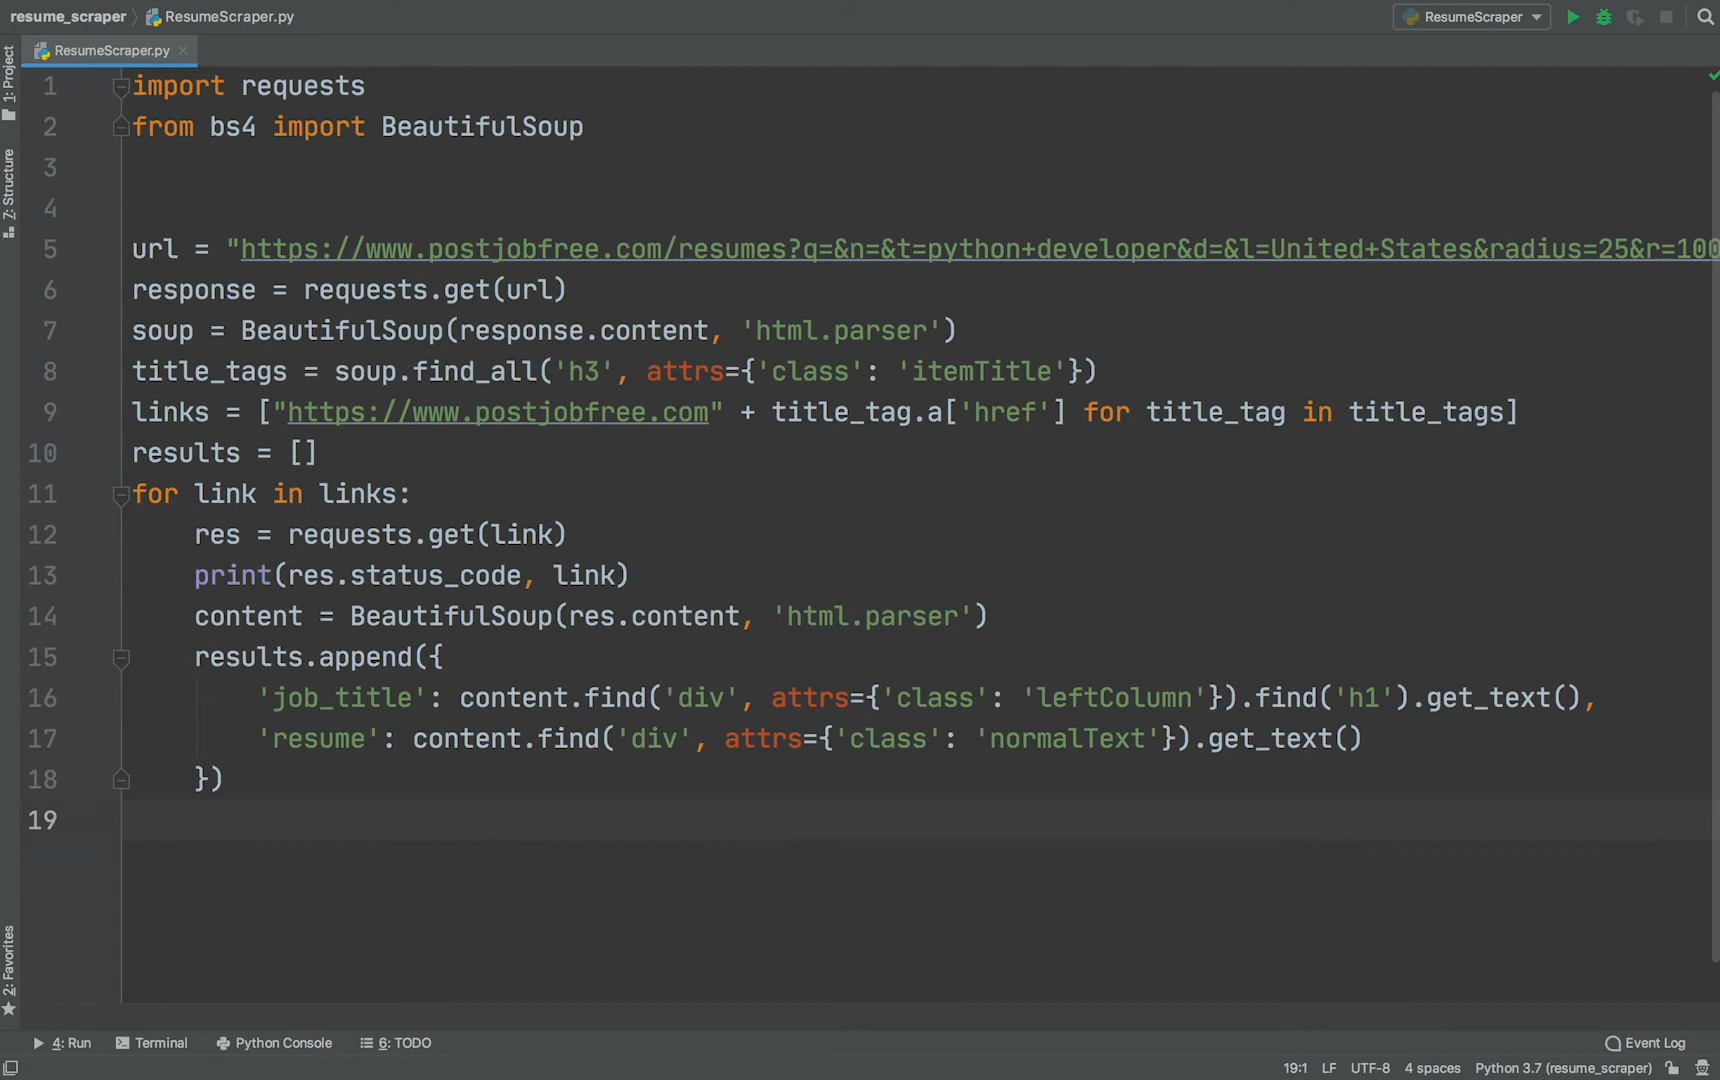 resume_scraper ResumeScraper.py ResumeScraper
ResumeScraper.py
1: Project
7: Structure
2: Favorites
1 import requests
2 from bs4 import BeautifulSoup
3
4
5 url = "https://www.postjobfree.com/resumes?q=&n=&t=python+developer&d=&l=United+States&radius=25&r=100
6 response = requests.get(url)
7 soup = BeautifulSoup(response.content, 'html.parser')
8 title_tags = soup.find_all('h3', attrs={'class': 'itemTitle'})
9 links = ["https://www.postjobfree.com" + title_tag.a['href'] for title_tag in title_tags]
10 results = []
11 for link in links:
12 res = requests.get(link)
13 print(res.status_code, link)
14 content = BeautifulSoup(res.content, 'html.parser')
15 results.append({
16 'job_title': content.find('div', attrs={'class': 'leftColumn'}).find('h1').get_text(),
17 'resume': content.find('div', attrs={'class': 'normalText'}).get_text()
18 })
19
4: Run Terminal Python Console 6: TODO Event Log
19:1 LF UTF-8 4 spaces Python 3.7 (resume_scraper)